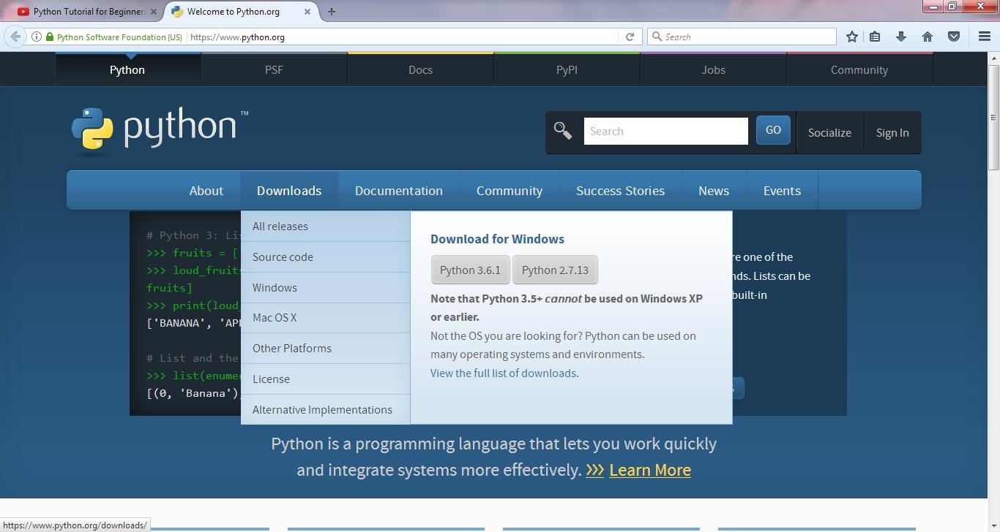 Python Tutorial for Beginners
Welcome to Python.org
Python Software Foundation (US)
https://www.python.org
Search
Python
PSF
Docs
PyPI
Jobs
Community
python™
Search
GO
Socialize
Sign In
About
Downloads
Documentation
Community
Success Stories
News
Events
All releases
Source code
Windows
Mac OS X
Other Platforms
License
Alternative Implementations
Download for Windows
Python 3.6.1
Python 2.7.13
Note that Python 3.5+ cannot be used on Windows XP
or earlier.
Not the OS you are looking for? Python can be used on
many operating systems and environments.
View the full list of downloads.
# Python 3: Li
>>> fruits = [
>>> loud_fruits
fruits]
>>> print(loud_
['BANANA', 'AP
# List and the
>>> list(enumer
[(0, 'Banana')
re one of the
nds. Lists can be
built-in
Python is a programming language that lets you work quickly
and integrate systems more effectively. >>> Learn More
https://www.python.org/downloads/